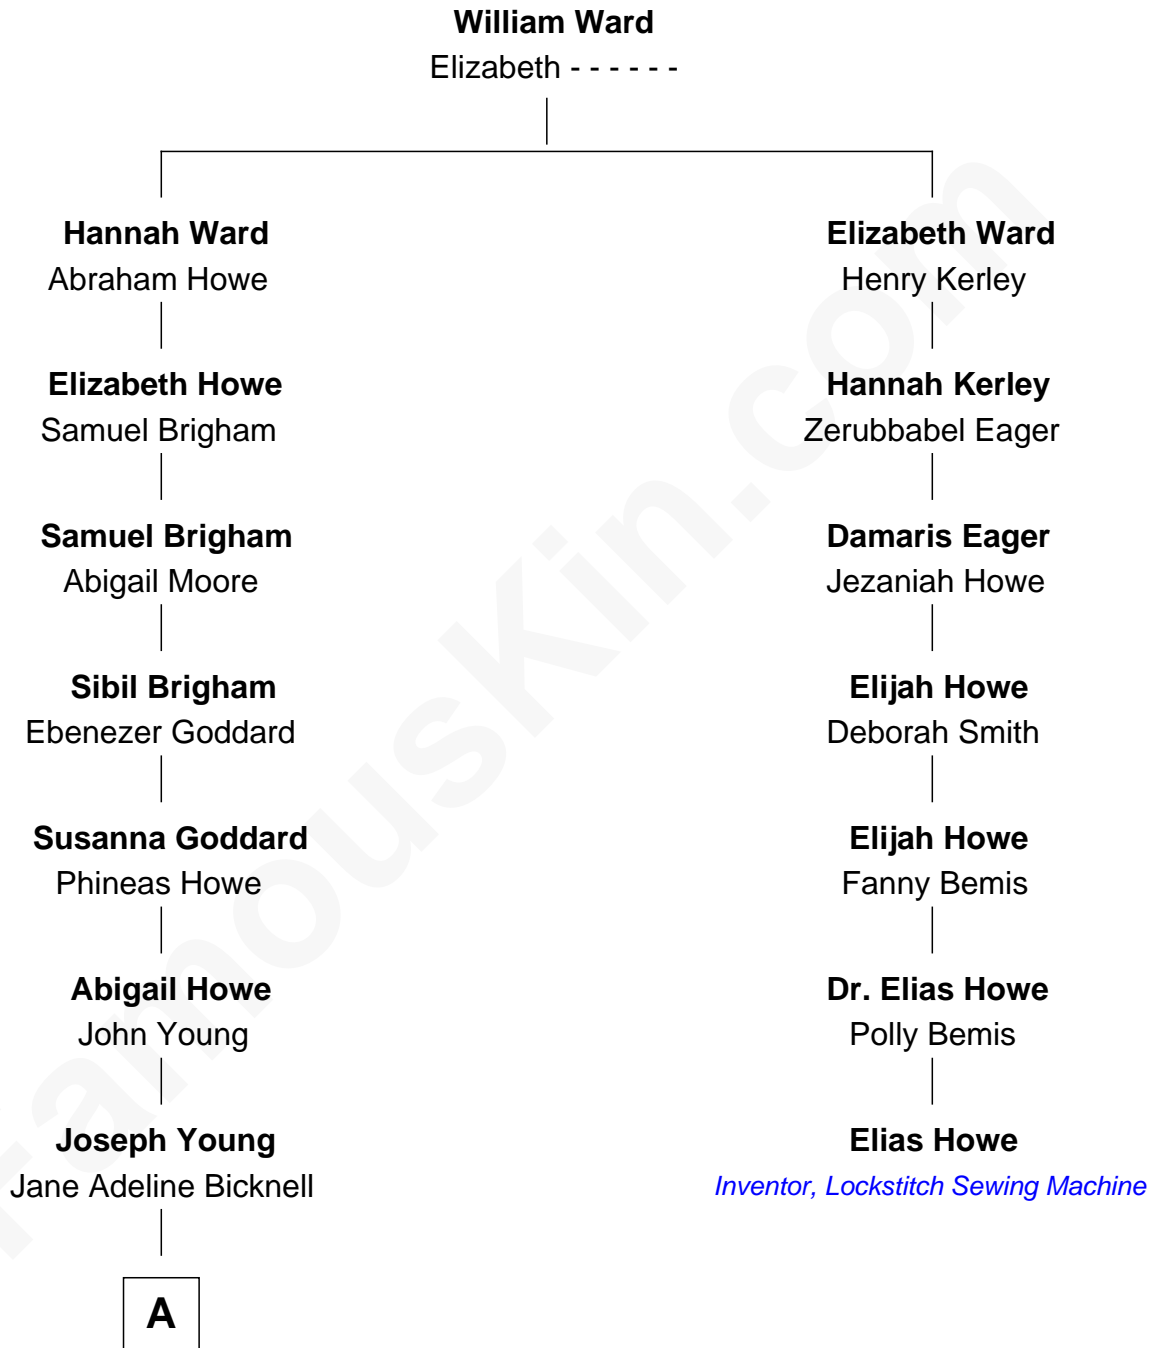 William Ward
Elizabeth - - - - - -
Hannah Ward
Abraham Howe
Elizabeth Ward
Henry Kerley
Elizabeth Howe
Samuel Brigham
Hannah Kerley
Zerubbabel Eager
Samuel Brigham
Abigail Moore
Damaris Eager
Jezaniah Howe
Sibil Brigham
Ebenezer Goddard
Elijah Howe
Deborah Smith
Susanna Goddard
Phineas Howe
Elijah Howe
Fanny Bemis
Abigail Howe
John Young
Dr. Elias Howe
Polly Bemis
Joseph Young
Jane Adeline Bicknell
Elias Howe
Inventor, Lockstitch Sewing Machine
A
FamousKin.com